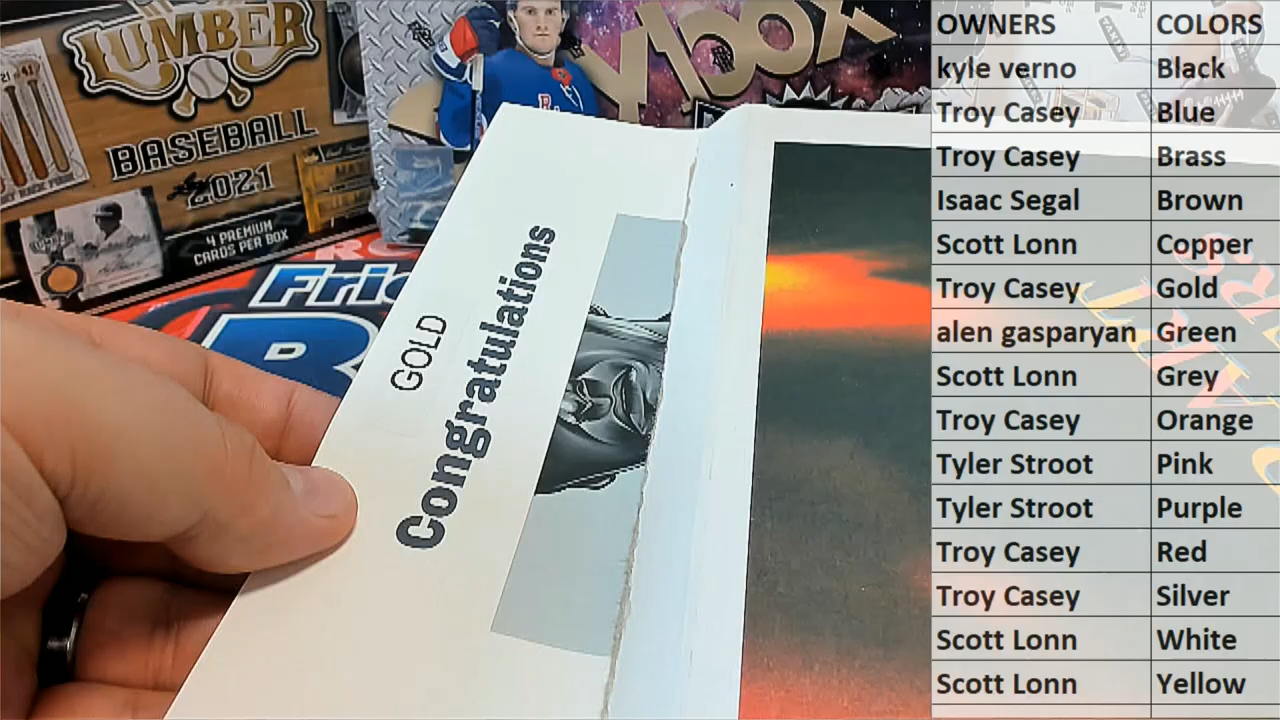 LUMBER
BASEBALL
2021
4 PREMIUM
CARDS PER BOX
GOLD
Congratulations
OWNERS COLORS
kyle verno Black
Troy Casey Blue
Troy Casey Brass
Isaac Segal Brown
Scott Lonn Copper
Troy Casey Gold
alen gasparyan Green
Scott Lonn Grey
Troy Casey Orange
Tyler Stroot Pink
Tyler Stroot Purple
Troy Casey Red
Troy Casey Silver
Scott Lonn White
Scott Lonn Yellow